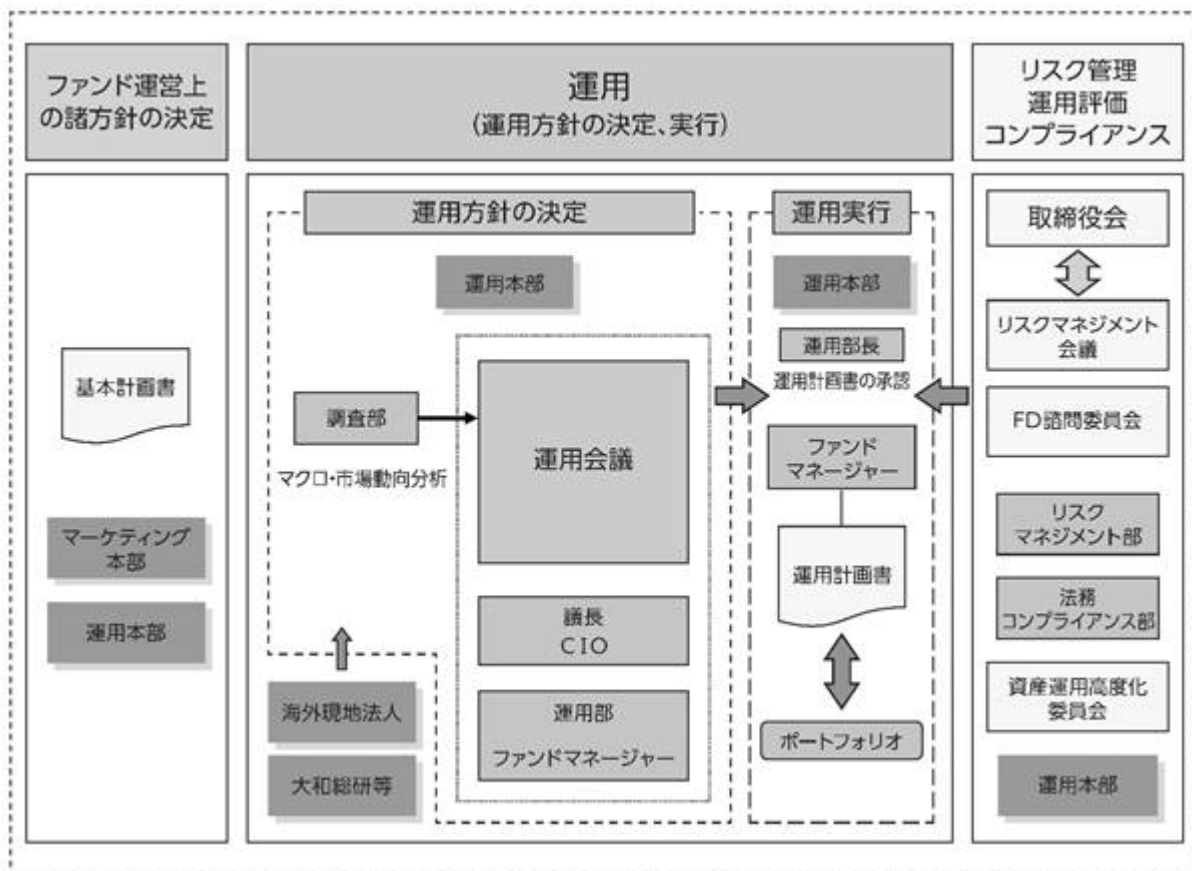 ファンド運営上
の諸方針の決定
運用
(運用方針の決定、実行)
リスク管理
運用評価
コンプライアンス
基本計画書
マーケティング
本部
運用本部
運用方針の決定
運用本部
調査部
マクロ・市場動向分析
運用会議
議長
CIO
運用部
ファンドマネージャー
海外現地法人
大和総研等
運用実行
運用本部
運用部長
運用計画書の承認
ファンド
マネージャー
運用計画書
ポートフォリオ
取締役会
リスクマネジメント
会議
FD諮問委員会
リスク
マネジメント部
法務
コンプライアンス部
資産運用高度化
委員会
運用本部